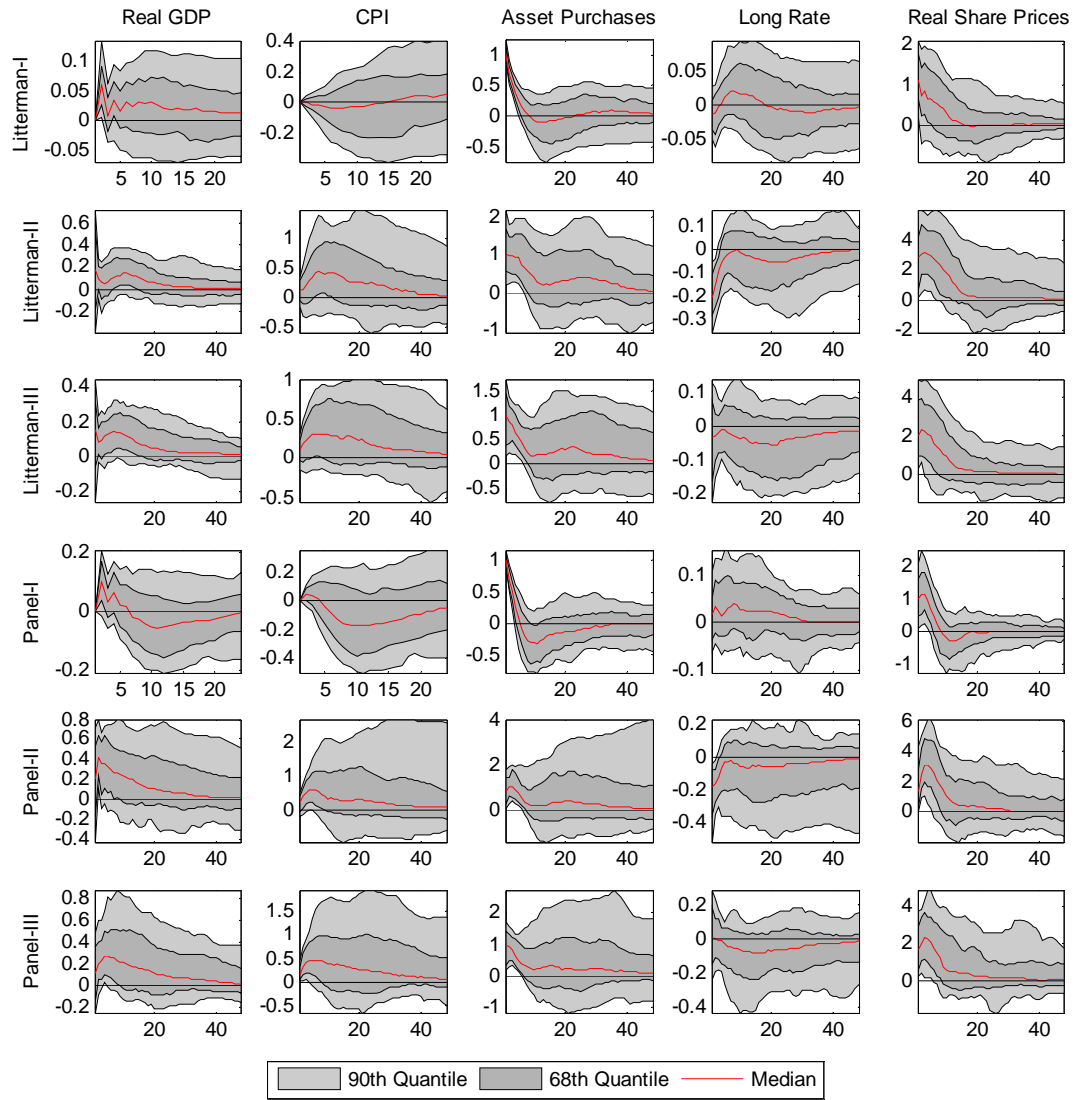 Real GDP CPI Asset Purchases Long Rate Real Share Prices
Litterman-I
0.1 0.05 0 -0.05
5 10 15 20
0.4 0.2 0 -0.2
5 10 15 20
1 0.5 0 -0.5
20 40
0.05 0 -0.05
20 40
2 1 0
20 40
Litterman-II
0.6 0.4 0.2 0 -0.2
20 40
1 0.5 0 -0.5
20 40
2 1 0 -1
20 40
0.1 0 -0.1 -0.2 -0.3
20 40
4 2 0 -2
20 40
Litterman-III
0.4 0.2 0 -0.2
20 40
1 0.5 0 -0.5
20 40
1.5 1 0.5 0 -0.5
20 40
0.1 0 -0.1 -0.2
20 40
4 2 0
20 40
Panel-I
0.2 0 -0.2
5 10 15 20
0.2 0 -0.2 -0.4
5 10 15 20
1 0.5 0 -0.5
20 40
0.1 0 -0.1
20 40
2 1 0 -1
20 40
Panel-II
0.8 0.6 0.4 0.2 0 -0.2 -0.4
20 40
2 1 0
20 40
4 2 0
20 40
0.2 0 -0.2 -0.4
20 40
6 4 2 0
20 40
Panel-III
0.8 0.6 0.4 0.2 0 -0.2
20 40
1.5 1 0.5 0 -0.5
20 40
2 1 0 -1
20 40
0.2 0 -0.2 -0.4
20 40
4 2 0
20 40
90th Quantile 68th Quantile Median